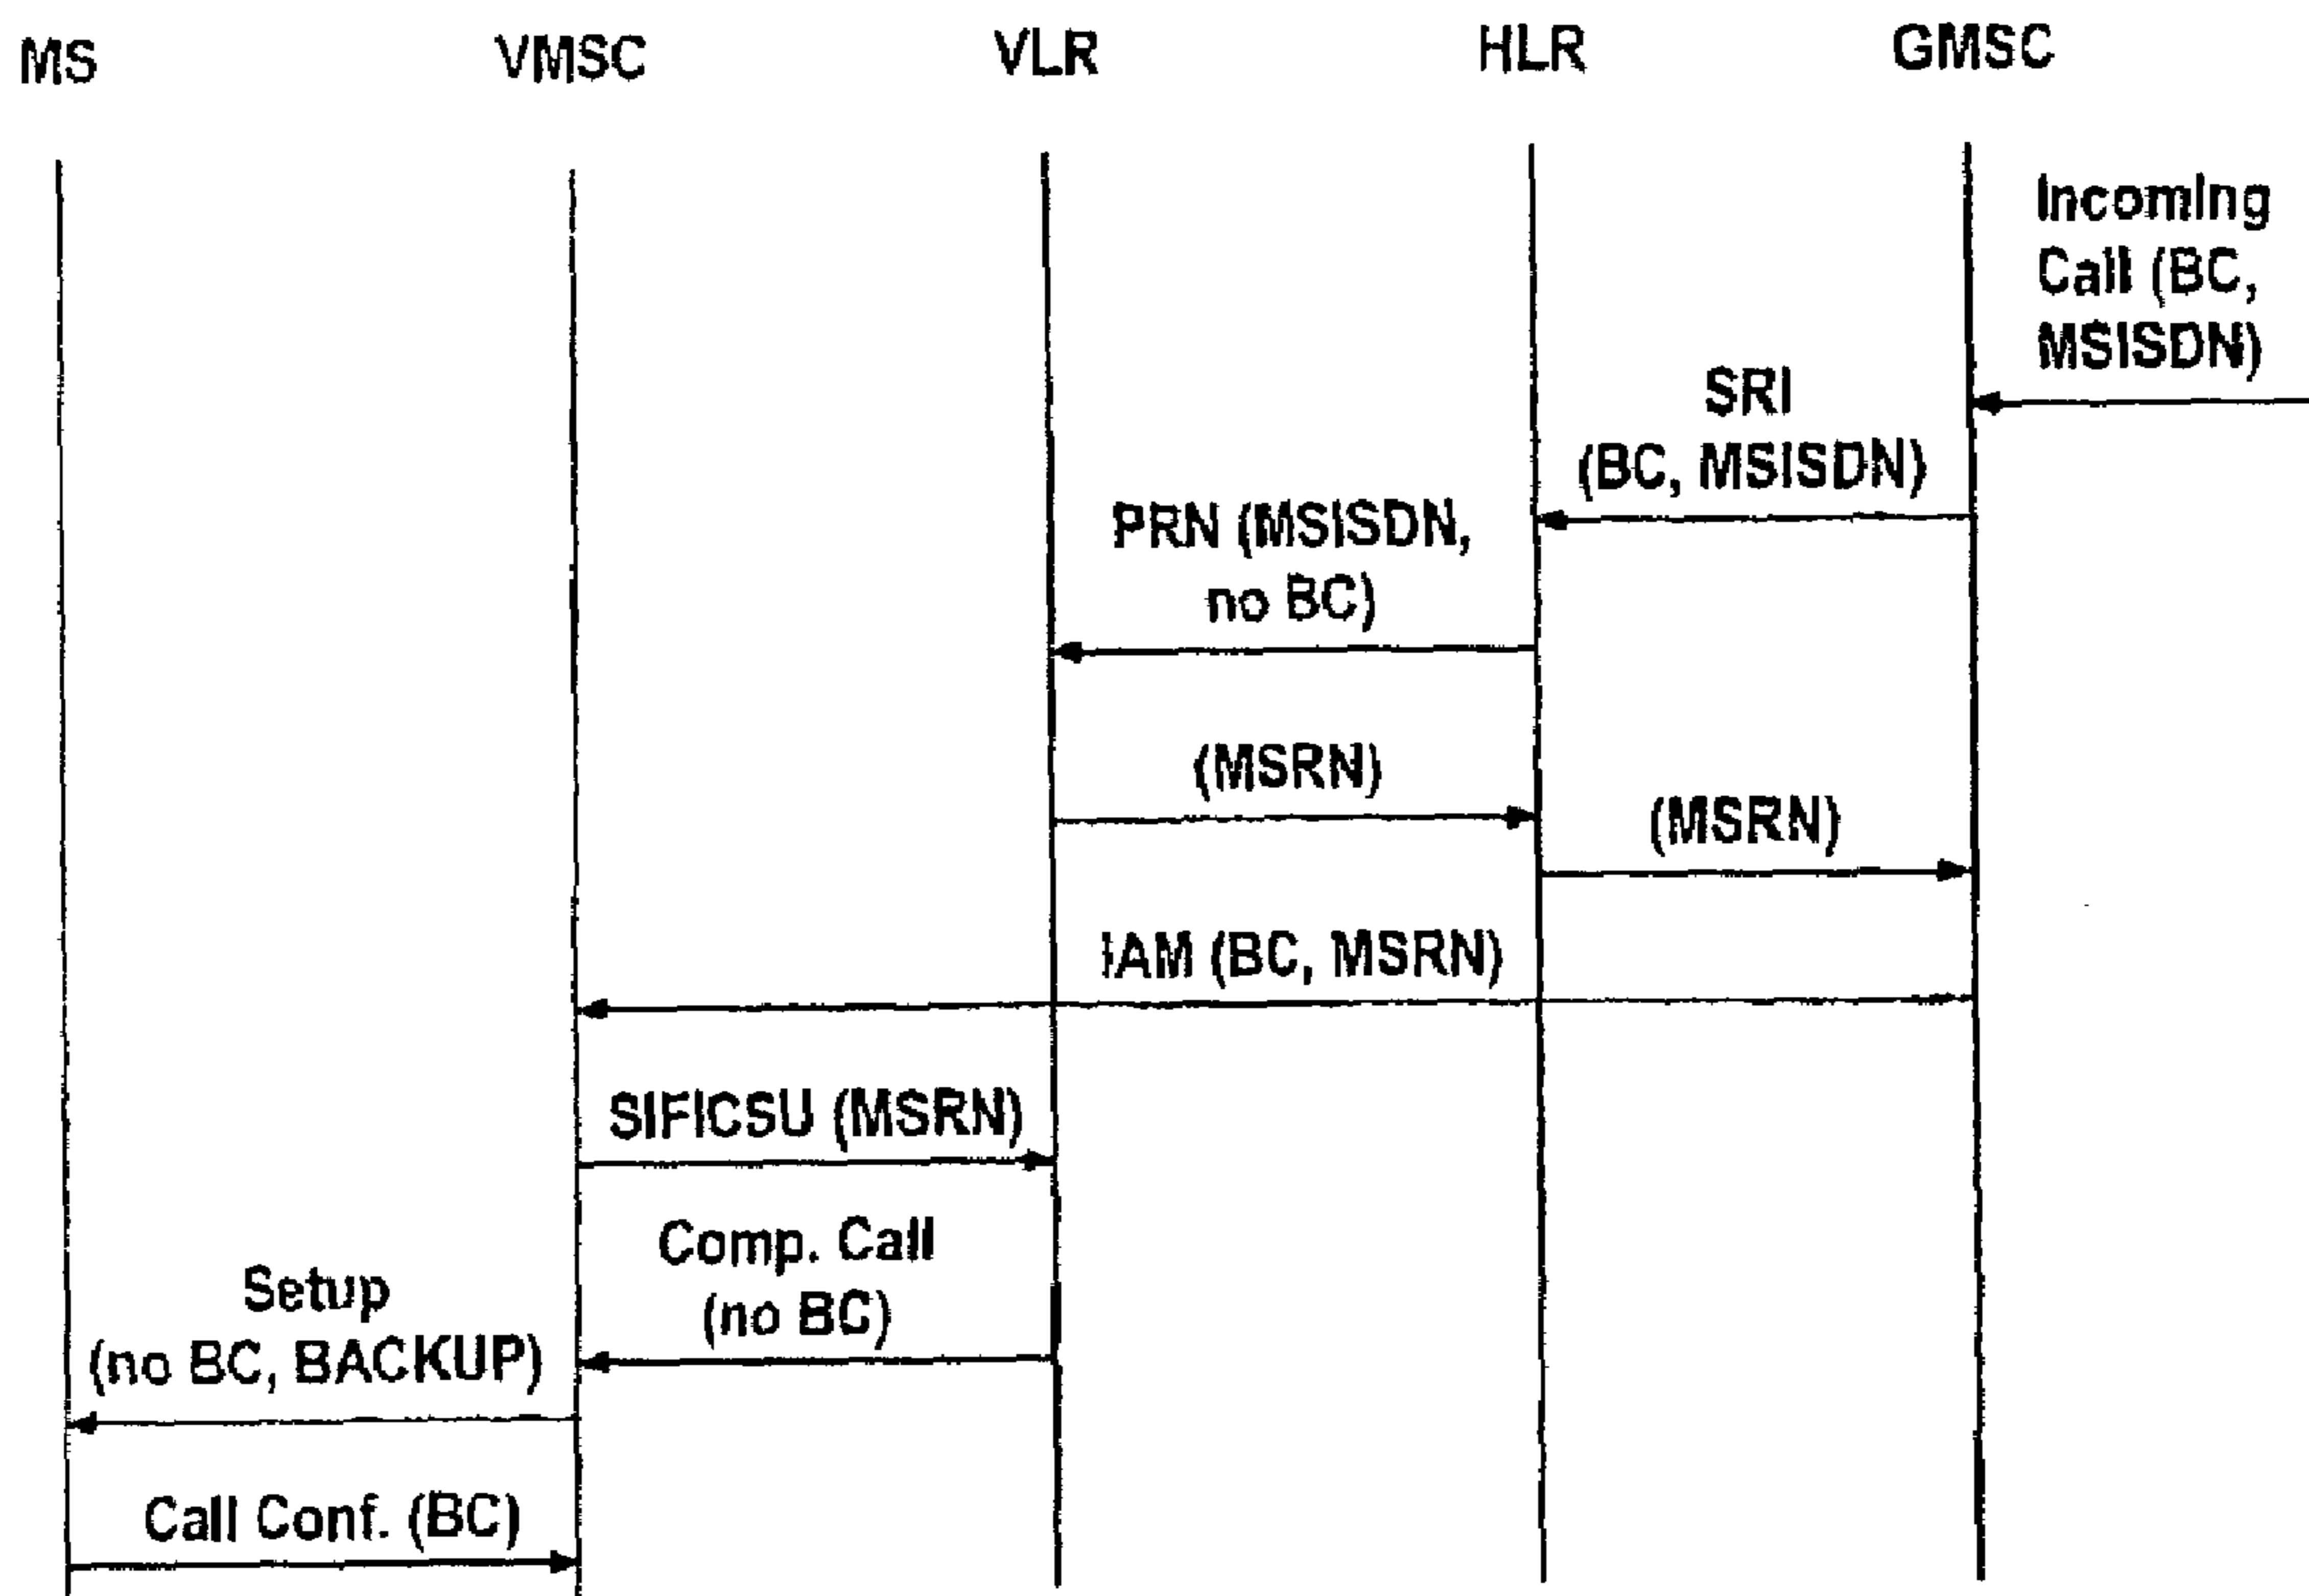 MS VMSC VLR HLR GMSC
Incoming
Call (BC,
MSISDN)
SRI
(BC, MSISDN)
PRN (MSISDN,
no BC)
(MSRN)
(MSRN)
IAM (BC, MSRN)
SIFICSU (MSRN)
Comp. Call
(no BC)
Setup
(no BC, BACKUP)
Call Conf. (BC)